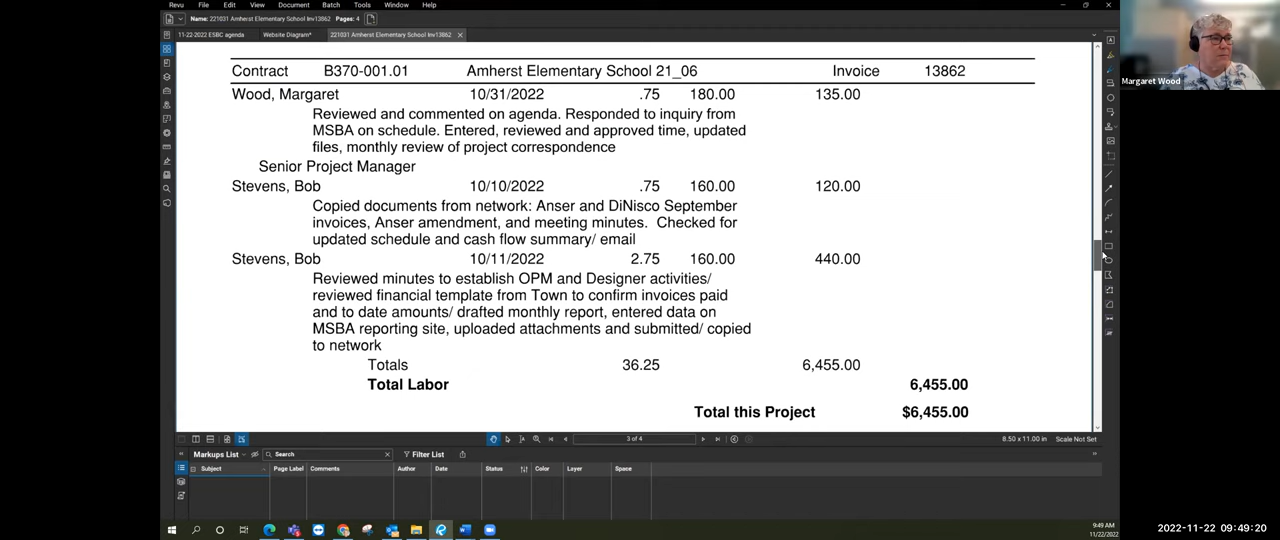 Revu File Edit View Document Batch Tools Window Help
Name: 221031 Amherst Elementary School Inv13862 Pages: 4
11-22-2022 ESBC agenda Website Diagram* 221031 Amherst Elementary School Inv13862
Contract B370-001.01 Amherst Elementary School 21_06 Invoice 13862
Wood, Margaret 10/31/2022 .75 180.00 135.00
Reviewed and commented on agenda. Responded to inquiry from
MSBA on schedule. Entered, reviewed and approved time, updated
files, monthly review of project correspondence
Senior Project Manager
Stevens, Bob 10/10/2022 .75 160.00 120.00
Copied documents from network: Anser and DiNisco September
invoices, Anser amendment, and meeting minutes. Checked for
updated schedule and cash flow summary/ email
Stevens, Bob 10/11/2022 2.75 160.00 440.00
Reviewed minutes to establish OPM and Designer activities/
reviewed financial template from Town to confirm invoices paid
and to date amounts/ drafted monthly report, entered data on
MSBA reporting site, uploaded attachments and submitted/ copied
to network
Totals 36.25 6,455.00
Total Labor 6,455.00
Total this Project $6,455.00
3 of 4 8.50 x 11.00 in Scale Not Set
Markups List Search Filter List
Subject Page Label Comments Author Date Status Color Layer Space
9:49 AM
11/22/2022
Margaret Wood
2022-11-22 09:49:20